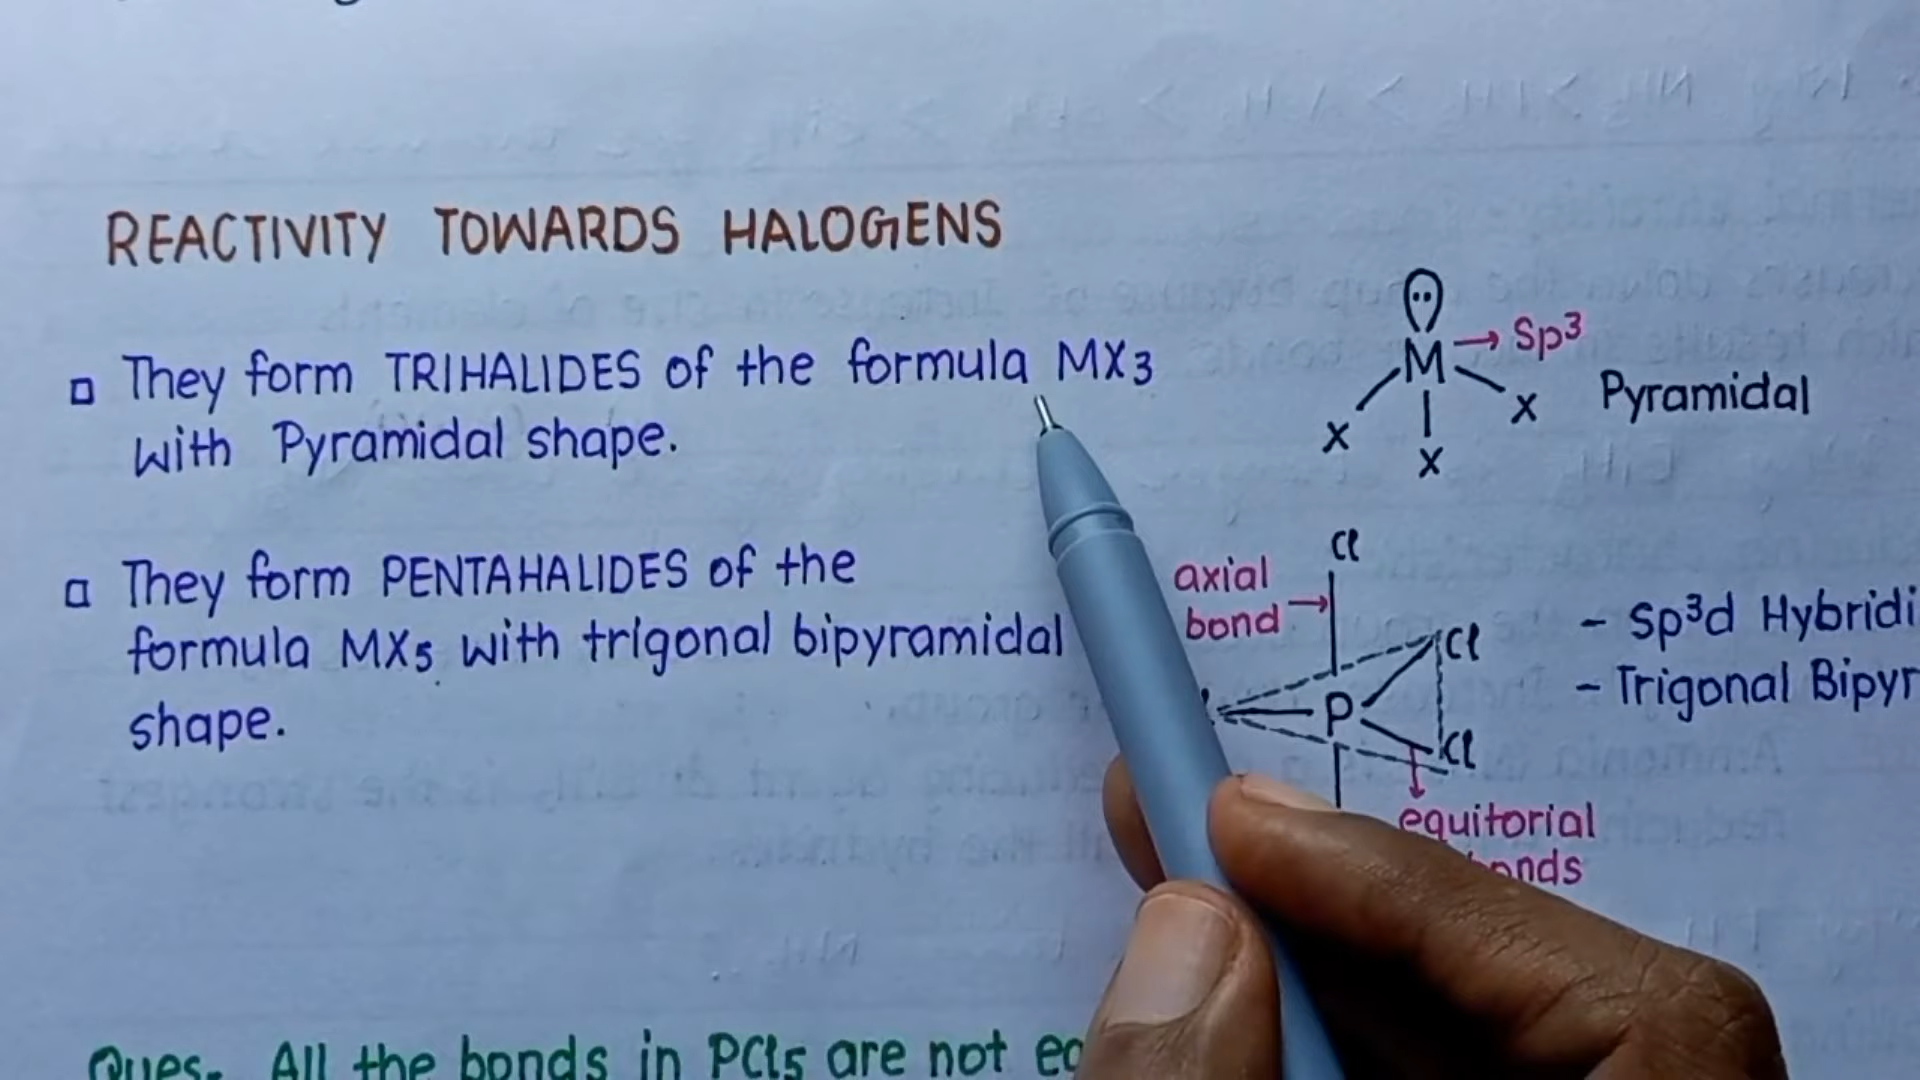 REACTIVITY TOWARDS HALOGENS
They form TRIHALIDES of the formula MX3
with Pyramidal shape.
M → Sp³
X X X
Pyramidal
They form PENTAHALIDES of the
formula MX5 with trigonal bipyramidal
shape.
Cl
axial
bond →
Cl
P
Cl
equitorial
- Sp³d Hybridi
- Trigonal Bipyr
Ques. All the bonds in PCl5 are not